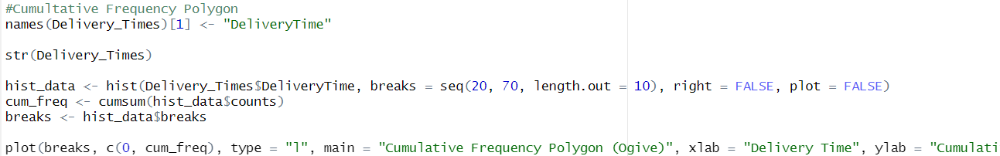 #Cumultative Frequency Polygon
names(Delivery_Times)[1] <- "DeliveryTime"
str(Delivery_Times)
hist_data <- hist(Delivery_Times$DeliveryTime, breaks = seq(20, 70, length.out = 10), right = FALSE, plot = FALSE)
cum_freq <- cumsum(hist_data$counts)
breaks <- hist_data$breaks
plot(breaks, c(0, cum_freq), type = "l", main = "Cumulative Frequency Polygon (Ogive)", xlab = "Delivery Time", ylab = "Cumulati